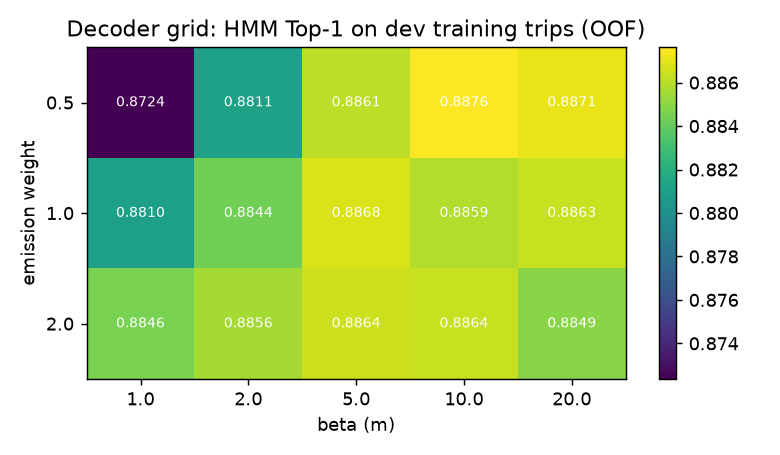 Decoder grid: HMM Top-1 on dev training trips (OOF)
emission weight
0.5
0.8724 0.8811 0.8861 0.8876 0.8871
1.0
0.8810 0.8844 0.8868 0.8859 0.8863
2.0
0.8846 0.8856 0.8864 0.8864 0.8849
1.0 2.0 5.0 10.0 20.0
beta (m)
0.886
0.884
0.882
0.880
0.878
0.876
0.874